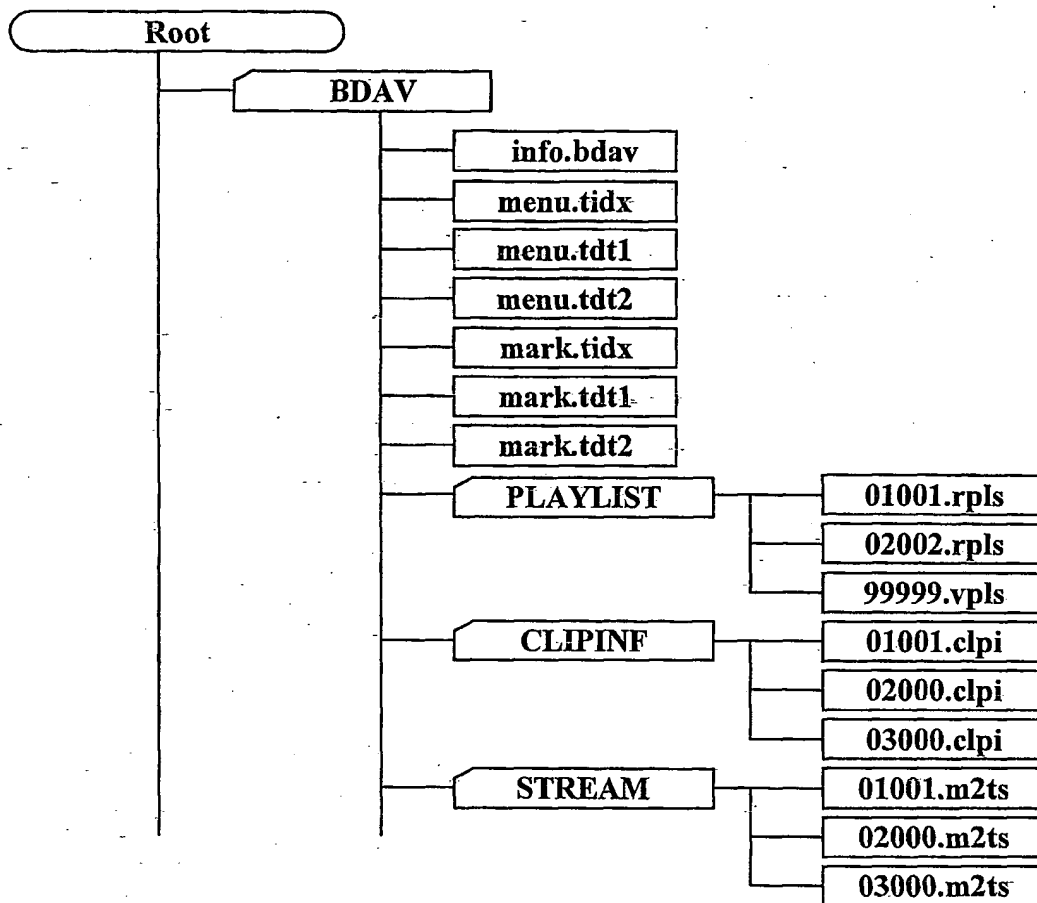 Root
BDAV
info.bdav
menu.tidx
menu.tdt1
menu.tdt2
mark.tidx
mark.tdt1
mark.tdt2
PLAYLIST
01001.rpls
02002.rpls
99999.vpls
CLIPINF
01001.clpi
02000.clpi
03000.clpi
STREAM
01001.m2ts
02000.m2ts
03000.m2ts